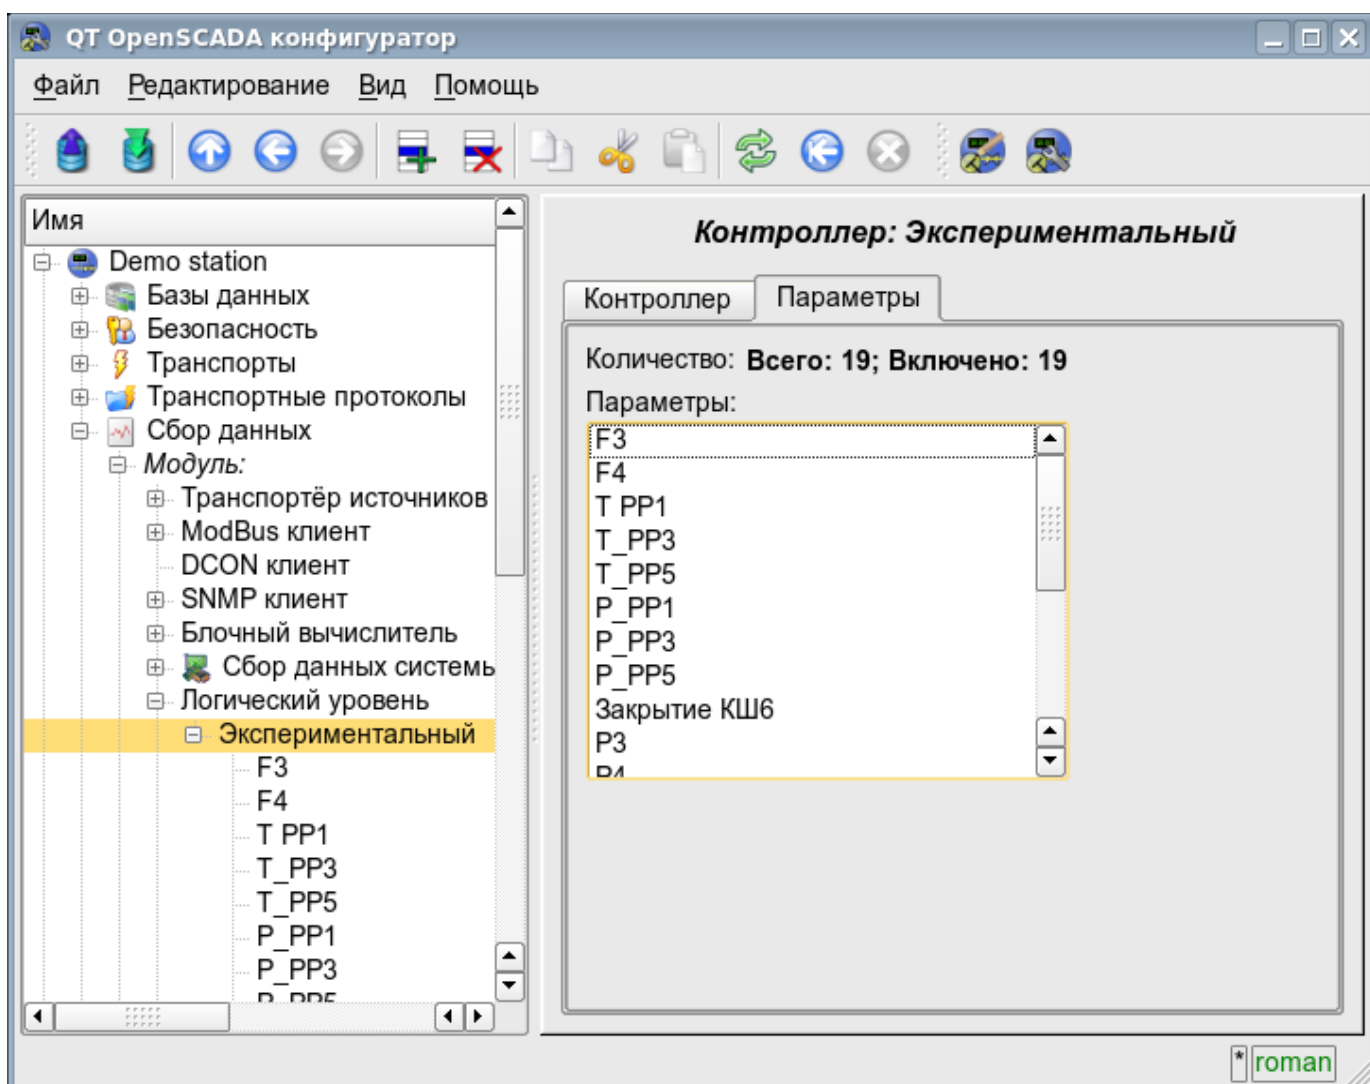 QT OpenSCADA конфигуратор
Файл Редактирование Вид Помощь
Имя
Demo station
Базы данных
Безопасность
Транспорты
Транспортные протоколы
Сбор данных
Модуль:
Транспортёр источников
ModBus клиент
DCON клиент
SNMP клиент
Блочный вычислитель
Сбор данных системы
Логический уровень
Экспериментальный
F3
F4
T PP1
T_PP3
T_PP5
P_PP1
P_PP3
P_PP5
Контроллер: Экспериментальный
Контроллер Параметры
Количество: Всего: 19; Включено: 19
Параметры:
F3
F4
T PP1
T_PP3
T_PP5
P_PP1
P_PP3
P_PP5
Закрытие КШ6
P3
P4
* roman